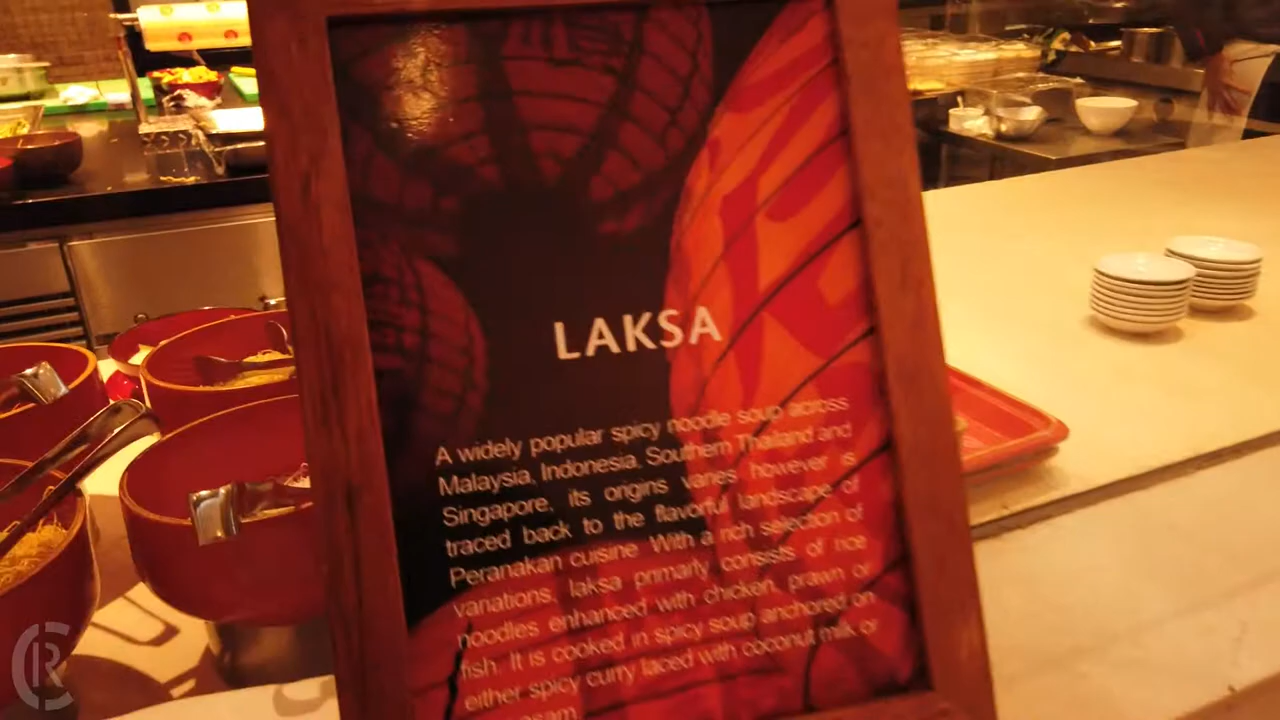 LAKSA
A widely popular spicy noodle soup across
Malaysia, Indonesia, Southern Thailand and
Singapore, its origins varies however is
traced back to the flavorful landscape of
Peranakan cuisine. With a rich selection of
variations, laksa primarily consists of rice
noodles enhanced with chicken, prawn or
fish. It is cooked in spicy soup anchored on
either spicy curry laced with coconut milk or
asam.